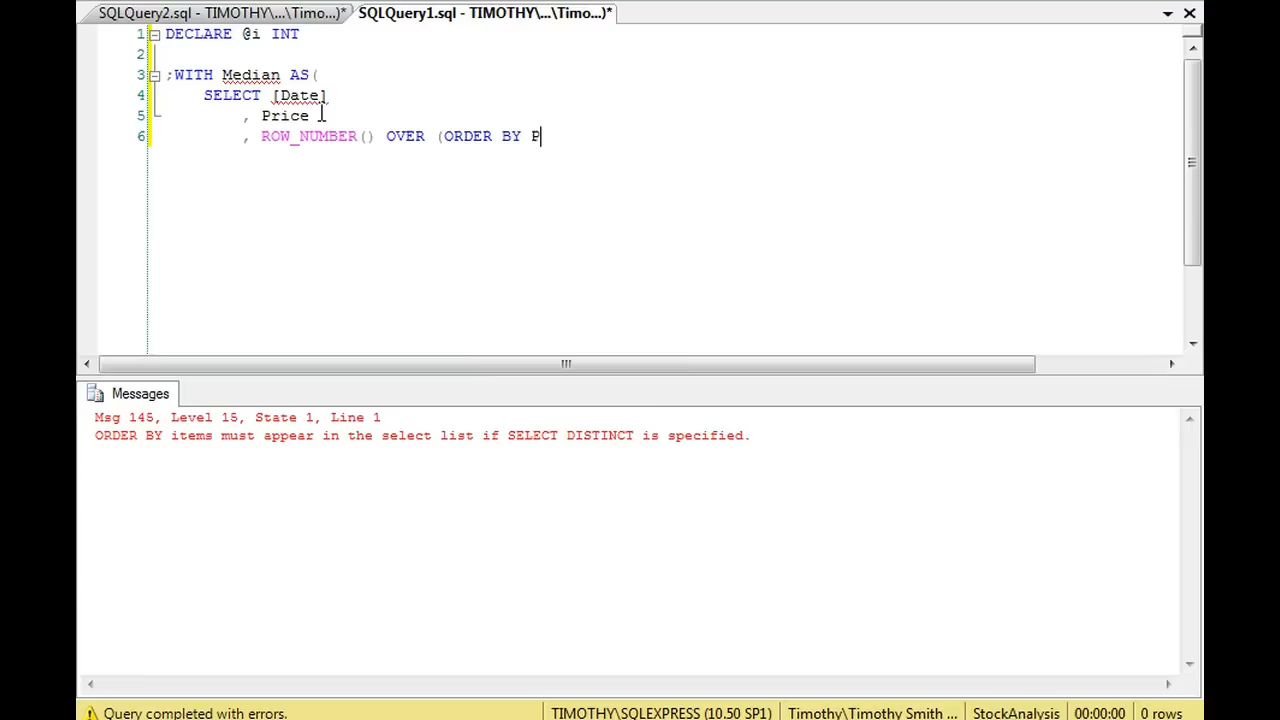 SQLQuery2.sql - TIMOTHY\...\Timo...)* SQLQuery1.sql - TIMOTHY\...\Timo...)*
1 DECLARE @i INT
2
3 ;WITH Median AS(
4 SELECT [Date]
5 , Price
6 , ROW_NUMBER() OVER (ORDER BY P
Messages
Msg 145, Level 15, State 1, Line 1
ORDER BY items must appear in the select list if SELECT DISTINCT is specified.
Query completed with errors. TIMOTHY\SQLEXPRESS (10.50 SP1) Timothy\Timothy Smith ... StockAnalysis 00:00:00 0 rows